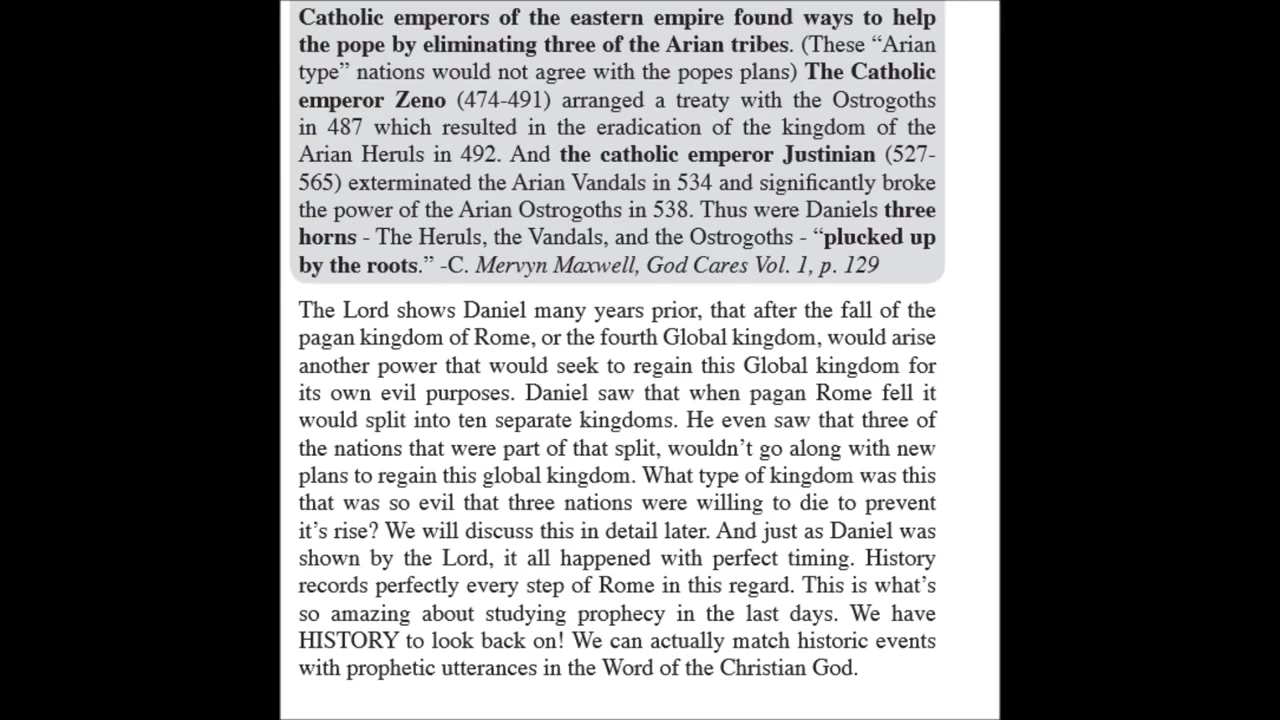 Catholic emperors of the eastern empire found ways to help
the pope by eliminating three of the Arian tribes. (These “Arian
type” nations would not agree with the popes plans) The Catholic
emperor Zeno (474-491) arranged a treaty with the Ostrogoths
in 487 which resulted in the eradication of the kingdom of the
Arian Heruls in 492. And the catholic emperor Justinian (527-
565) exterminated the Arian Vandals in 534 and significantly broke
the power of the Arian Ostrogoths in 538. Thus were Daniels three
horns - The Heruls, the Vandals, and the Ostrogoths - “plucked up
by the roots.” -C. Mervyn Maxwell, God Cares Vol. 1, p. 129
The Lord shows Daniel many years prior, that after the fall of the
pagan kingdom of Rome, or the fourth Global kingdom, would arise
another power that would seek to regain this Global kingdom for
its own evil purposes. Daniel saw that when pagan Rome fell it
would split into ten separate kingdoms. He even saw that three of
the nations that were part of that split, wouldn’t go along with new
plans to regain this global kingdom. What type of kingdom was this
that was so evil that three nations were willing to die to prevent
it’s rise? We will discuss this in detail later. And just as Daniel was
shown by the Lord, it all happened with perfect timing. History
records perfectly every step of Rome in this regard. This is what’s
so amazing about studying prophecy in the last days. We have
HISTORY to look back on! We can actually match historic events
with prophetic utterances in the Word of the Christian God.